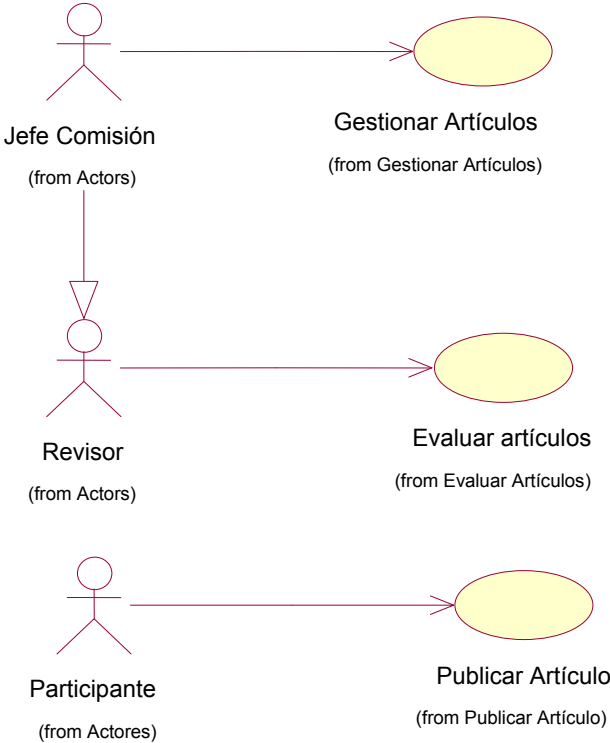 Jefe Comisión
(from Actors)
Gestionar Artículos
(from Gestionar Artículos)
Revisor
(from Actors)
Evaluar artículos
(from Evaluar Artículos)
Participante
(from Actores)
Publicar Artículo
(from Publicar Artículo)